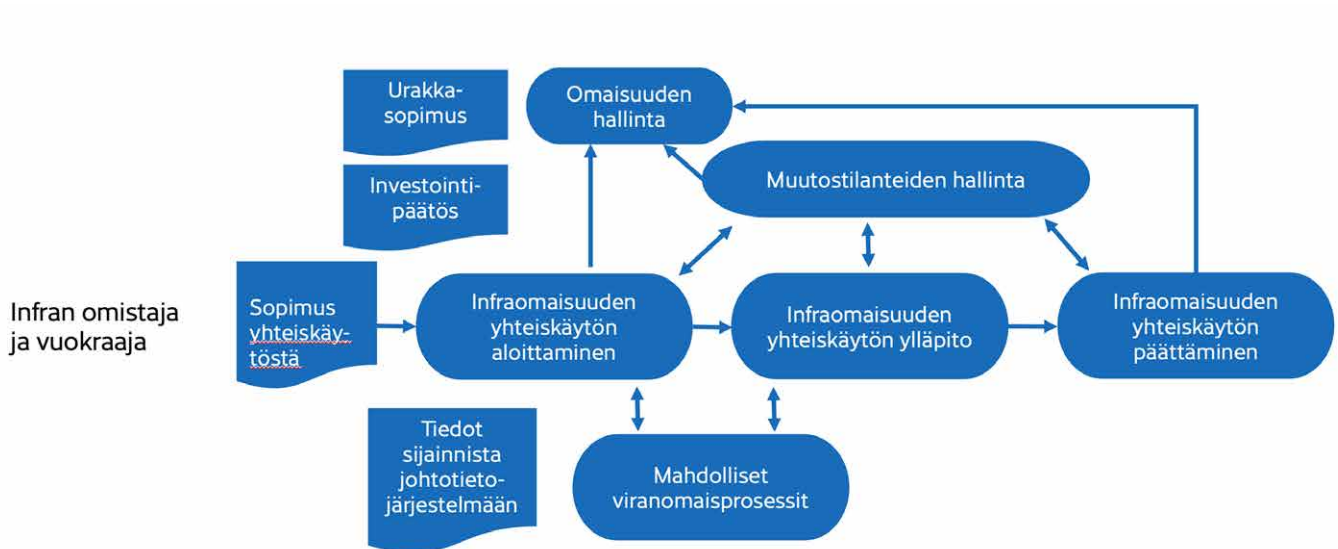 Urakka-
sopimus
Omaisuuden
hallinta
Investointi-
päätös
Muutostilanteiden hallinta
Infran omistaja
ja vuokraaja
Sopimus
yhteiskäy-
töstä
Infraomaisuuden
yhteiskäytön
aloittaminen
Infraomaisuuden
yhteiskäytön ylläpito
Infraomaisuuden
yhteiskäytön
päättäminen
Tiedot
sijainnista
johtotieto-
järjestelmään
Mahdolliset
viranomaisprosessit